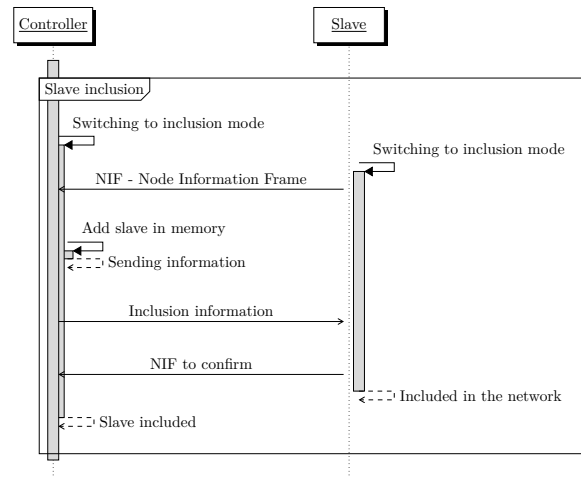 Controller
Slave
Slave inclusion
Switching to inclusion mode
Switching to inclusion mode
NIF - Node Information Frame
Add slave in memory
Sending information
Inclusion information
NIF to confirm
Included in the network
Slave included